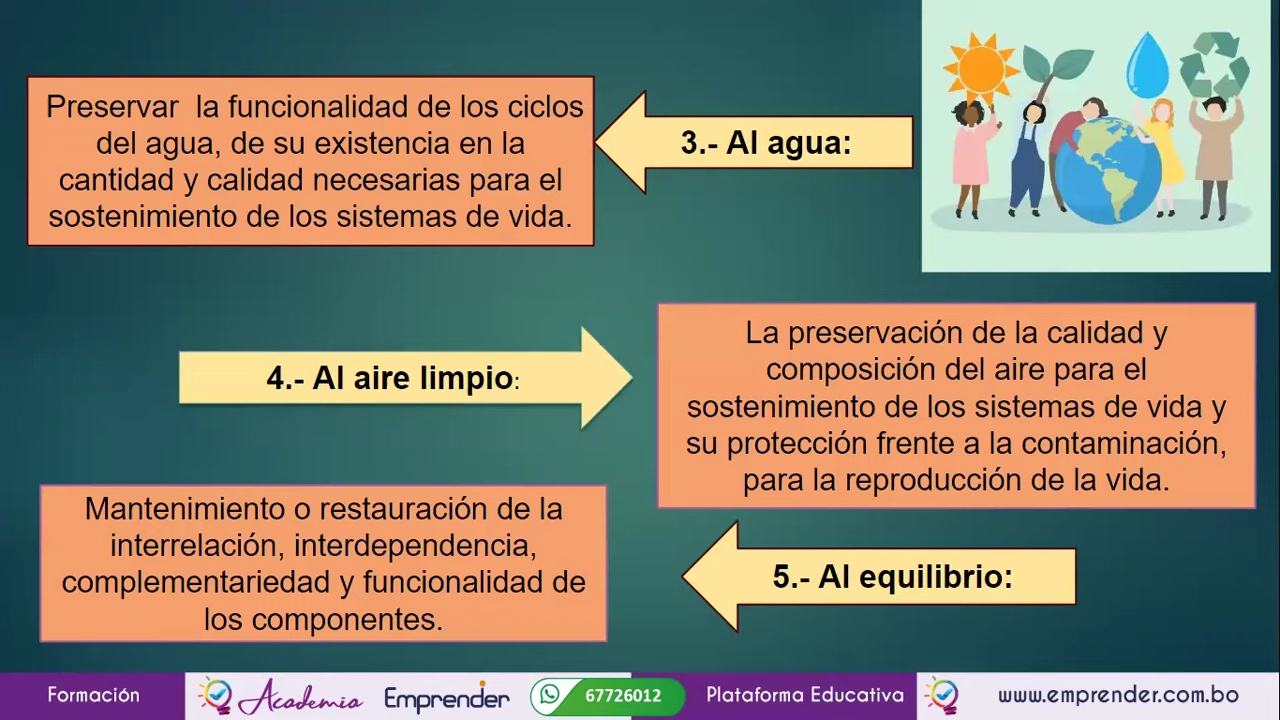 Preservar la funcionalidad de los ciclos
del agua, de su existencia en la
cantidad y calidad necesarias para el
sostenimiento de los sistemas de vida.
3.- Al agua:
4.- Al aire limpio:
La preservación de la calidad y
composición del aire para el
sostenimiento de los sistemas de vida y
su protección frente a la contaminación,
para la reproducción de la vida.
Mantenimiento o restauración de la
interrelación, interdependencia,
complementariedad y funcionalidad de
los componentes.
5.- Al equilibrio:
Formación
Academia Emprender
67726012
Plataforma Educativa
www.emprender.com.bo